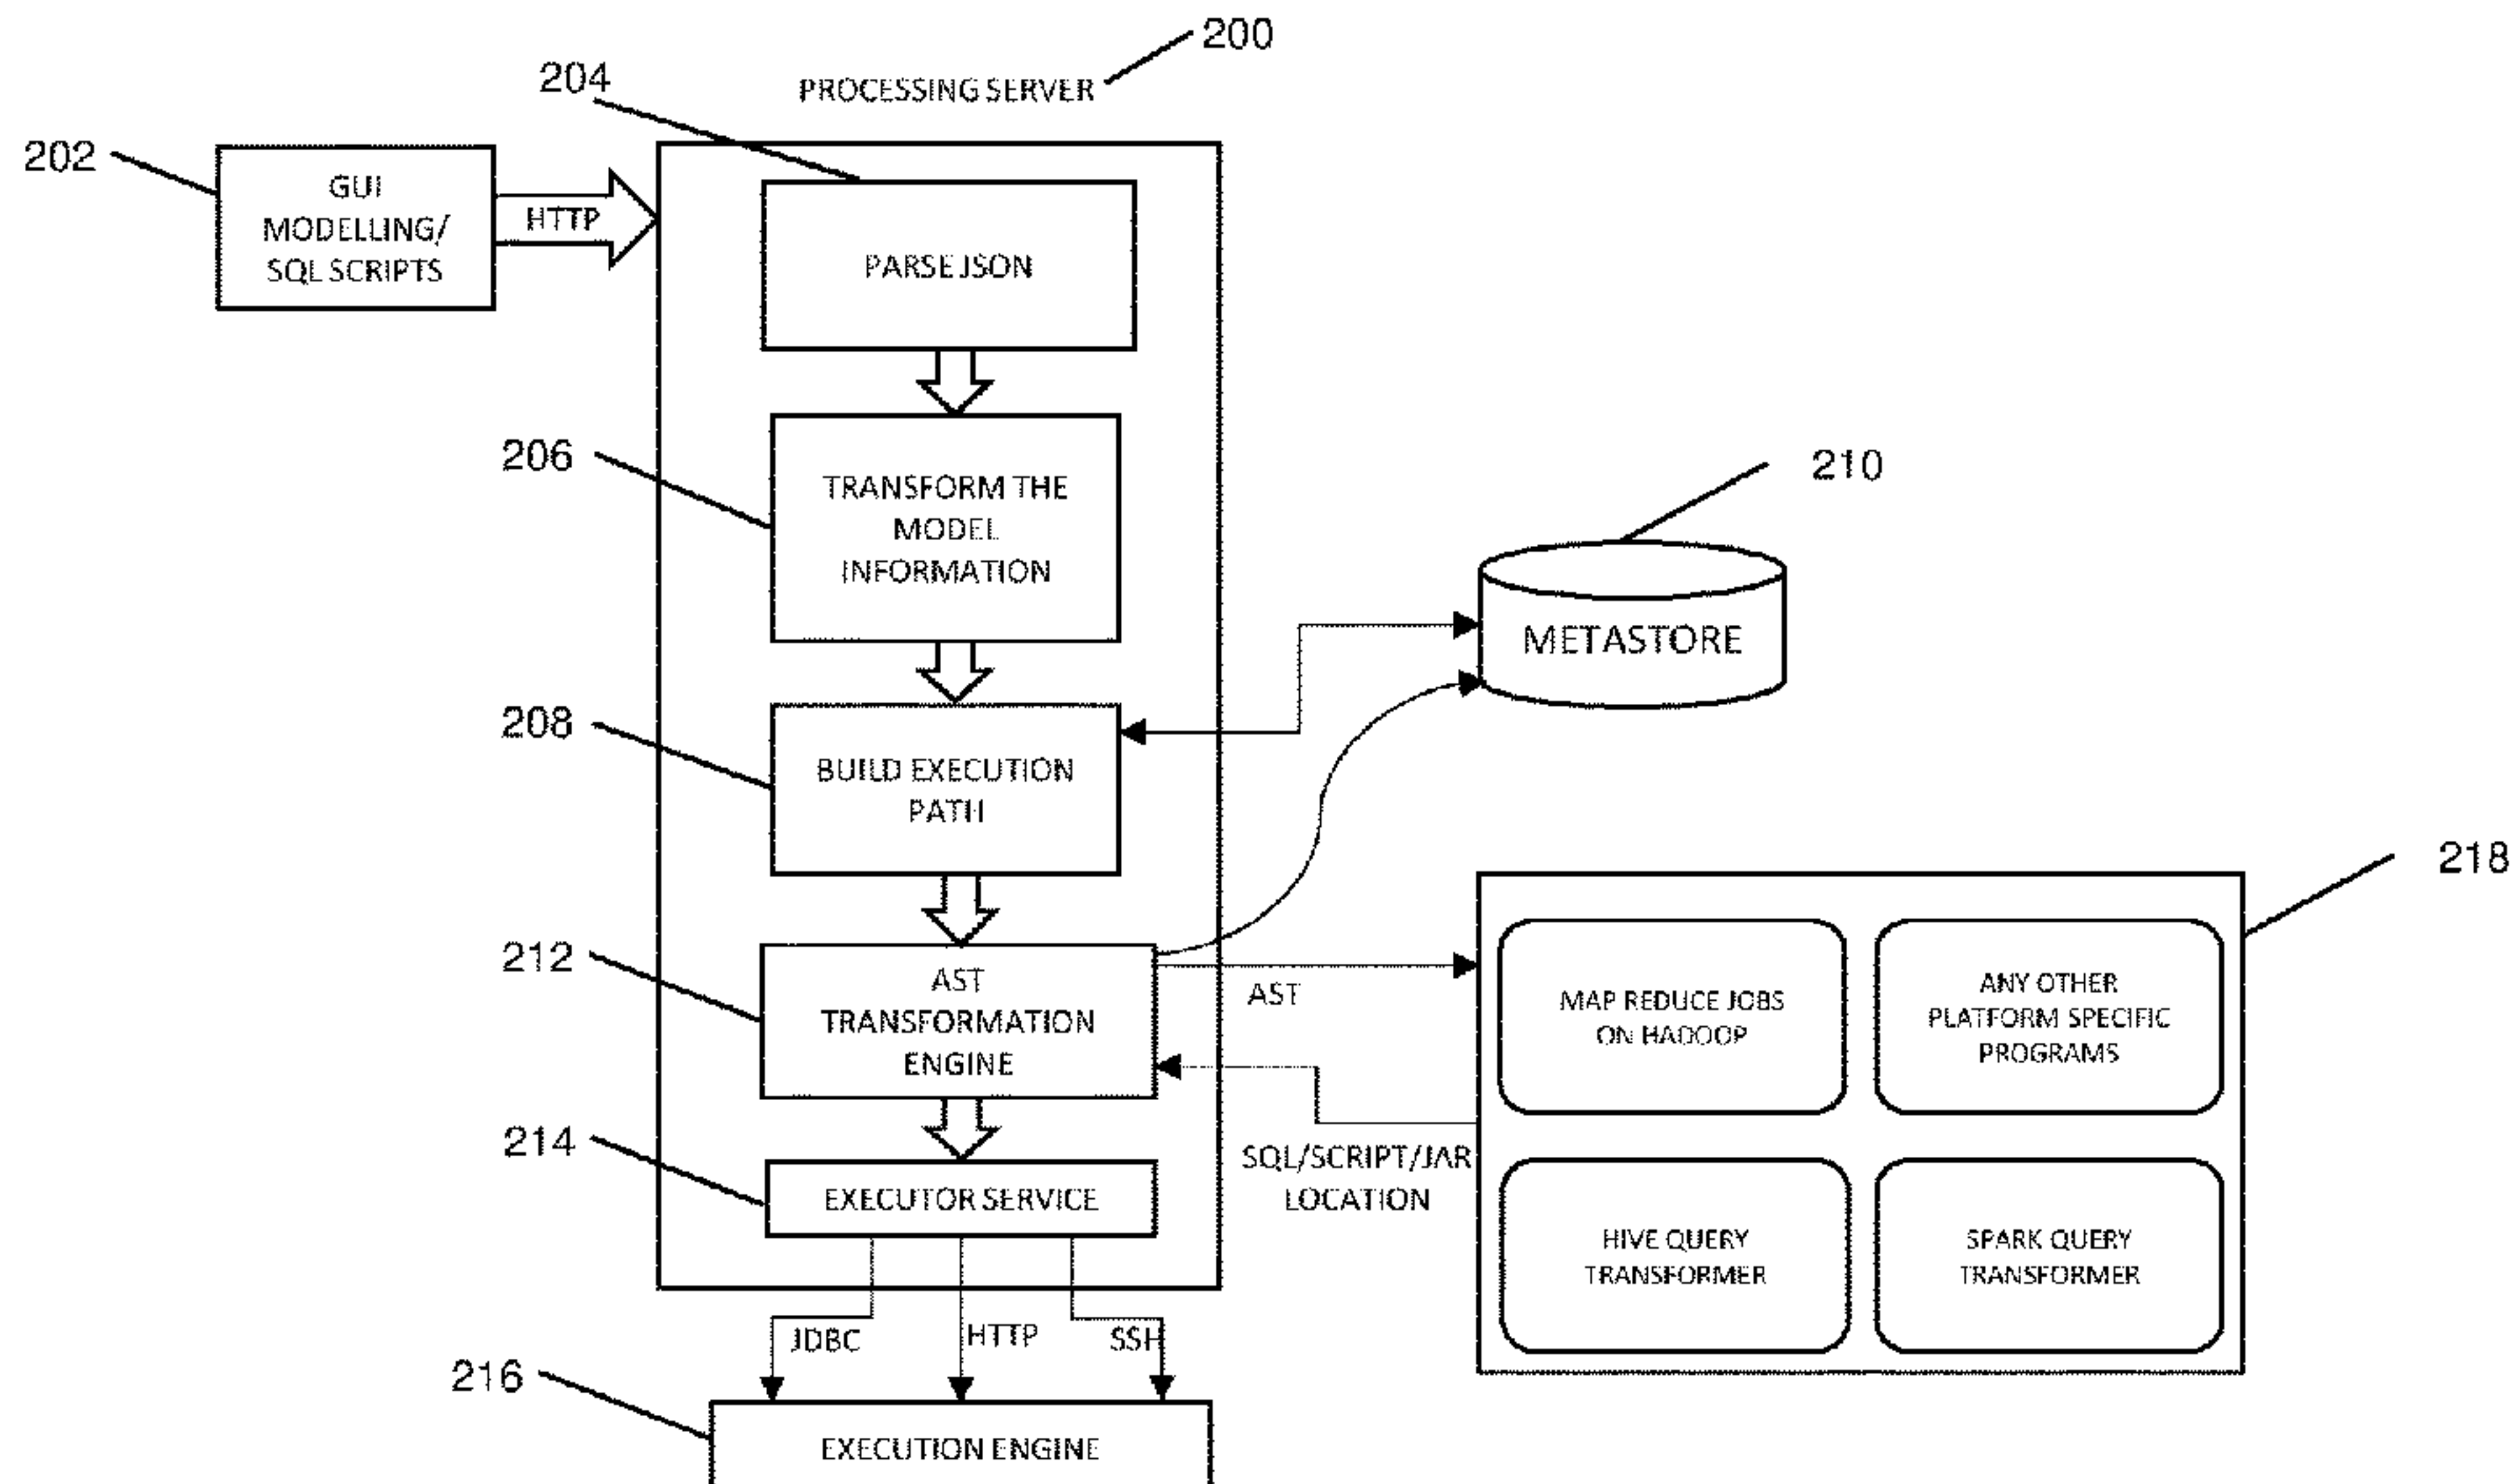 200
204
PROCESSING SERVER
202
GUI
MODELLING/
SQL SCRIPTS
HTTP
PARSE JSON
206
TRANSFORM THE
MODEL
INFORMATION
210
METASTORE
208
BUILD EXECUTION
PATH
218
212
AST
TRANSFORMATION
ENGINE
AST
MAP REDUCE JOBS
ON HADOOP
ANY OTHER
PLATFORM SPECIFIC
PROGRAMS
214
EXECUTOR SERVICE
SQL/SCRIPT/JAR
LOCATION
HIVE QUERY
TRANSFORMER
SPARK QUERY
TRANSFORMER
JDBC
HTTP
SSH
216
EXECUTION ENGINE